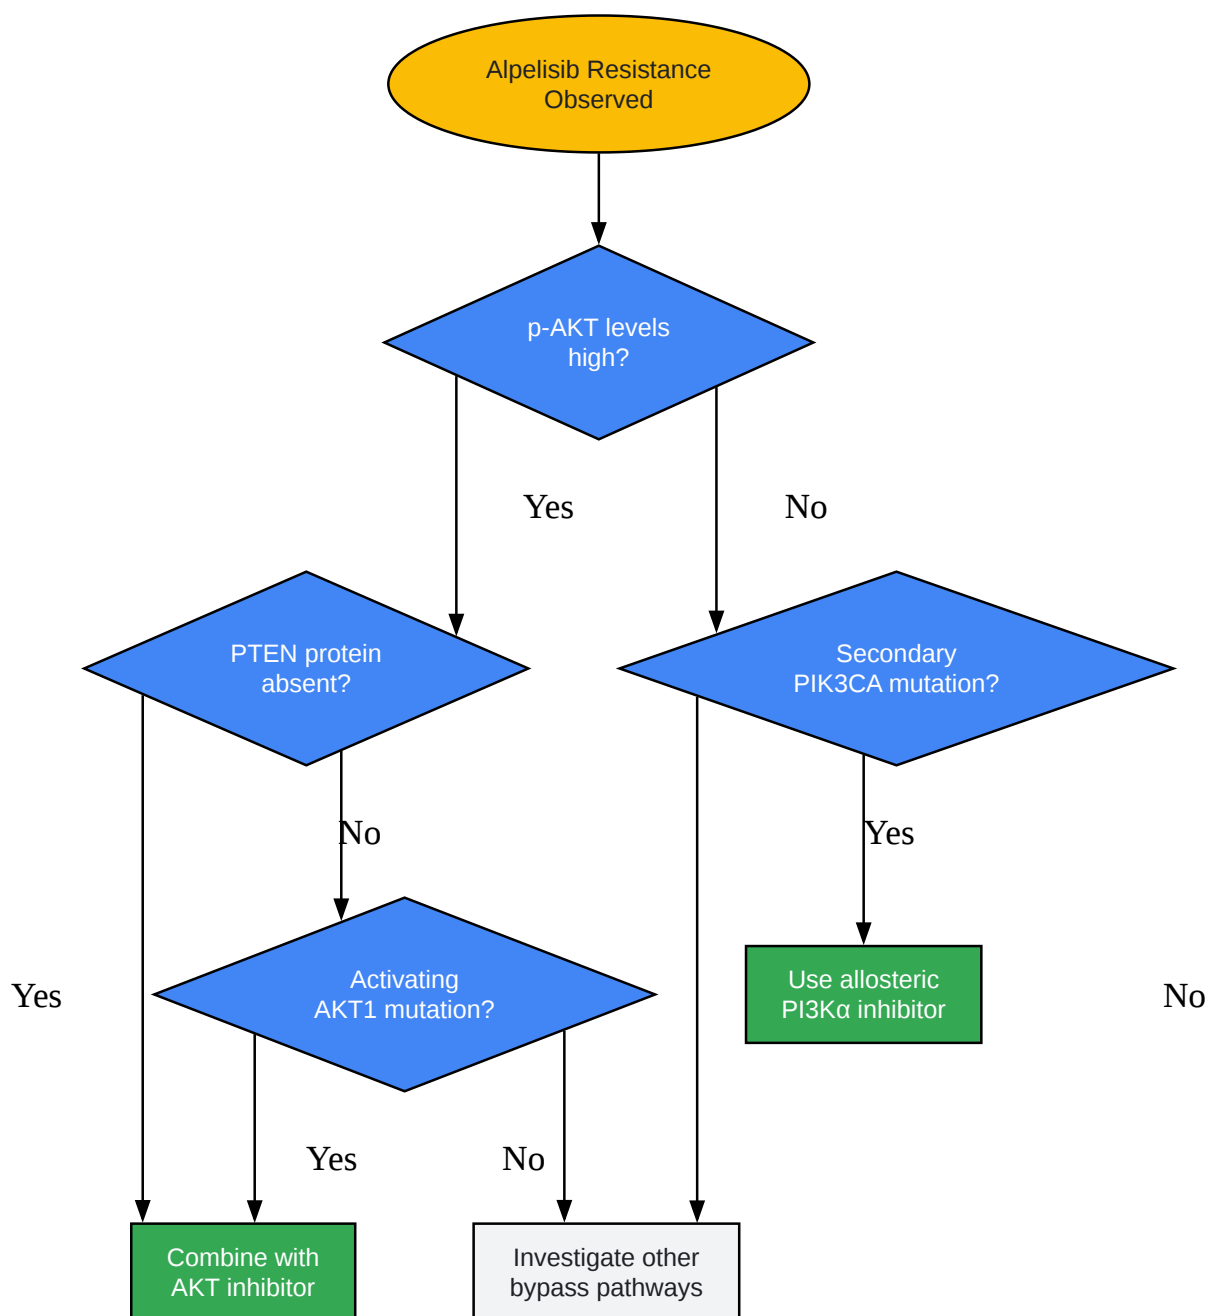 Alpelisib Resistance
Observed
p-AKT levels
high?
Yes
No
PTEN protein
absent?
Secondary
PIK3CA mutation?
No
Yes
Yes
Activating
AKT1 mutation?
Use allosteric
PI3Kα inhibitor
No
Yes
No
Combine with
AKT inhibitor
Investigate other
bypass pathways